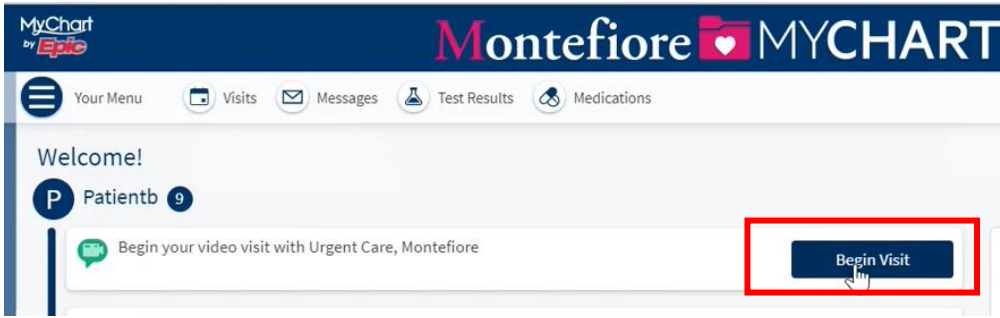 MyChart
by Epic
Montefiore MYCHART
Your Menu Visits Messages Test Results Medications
Welcome!
P Patientb 9
Begin your video visit with Urgent Care, Montefiore
Begin Visit